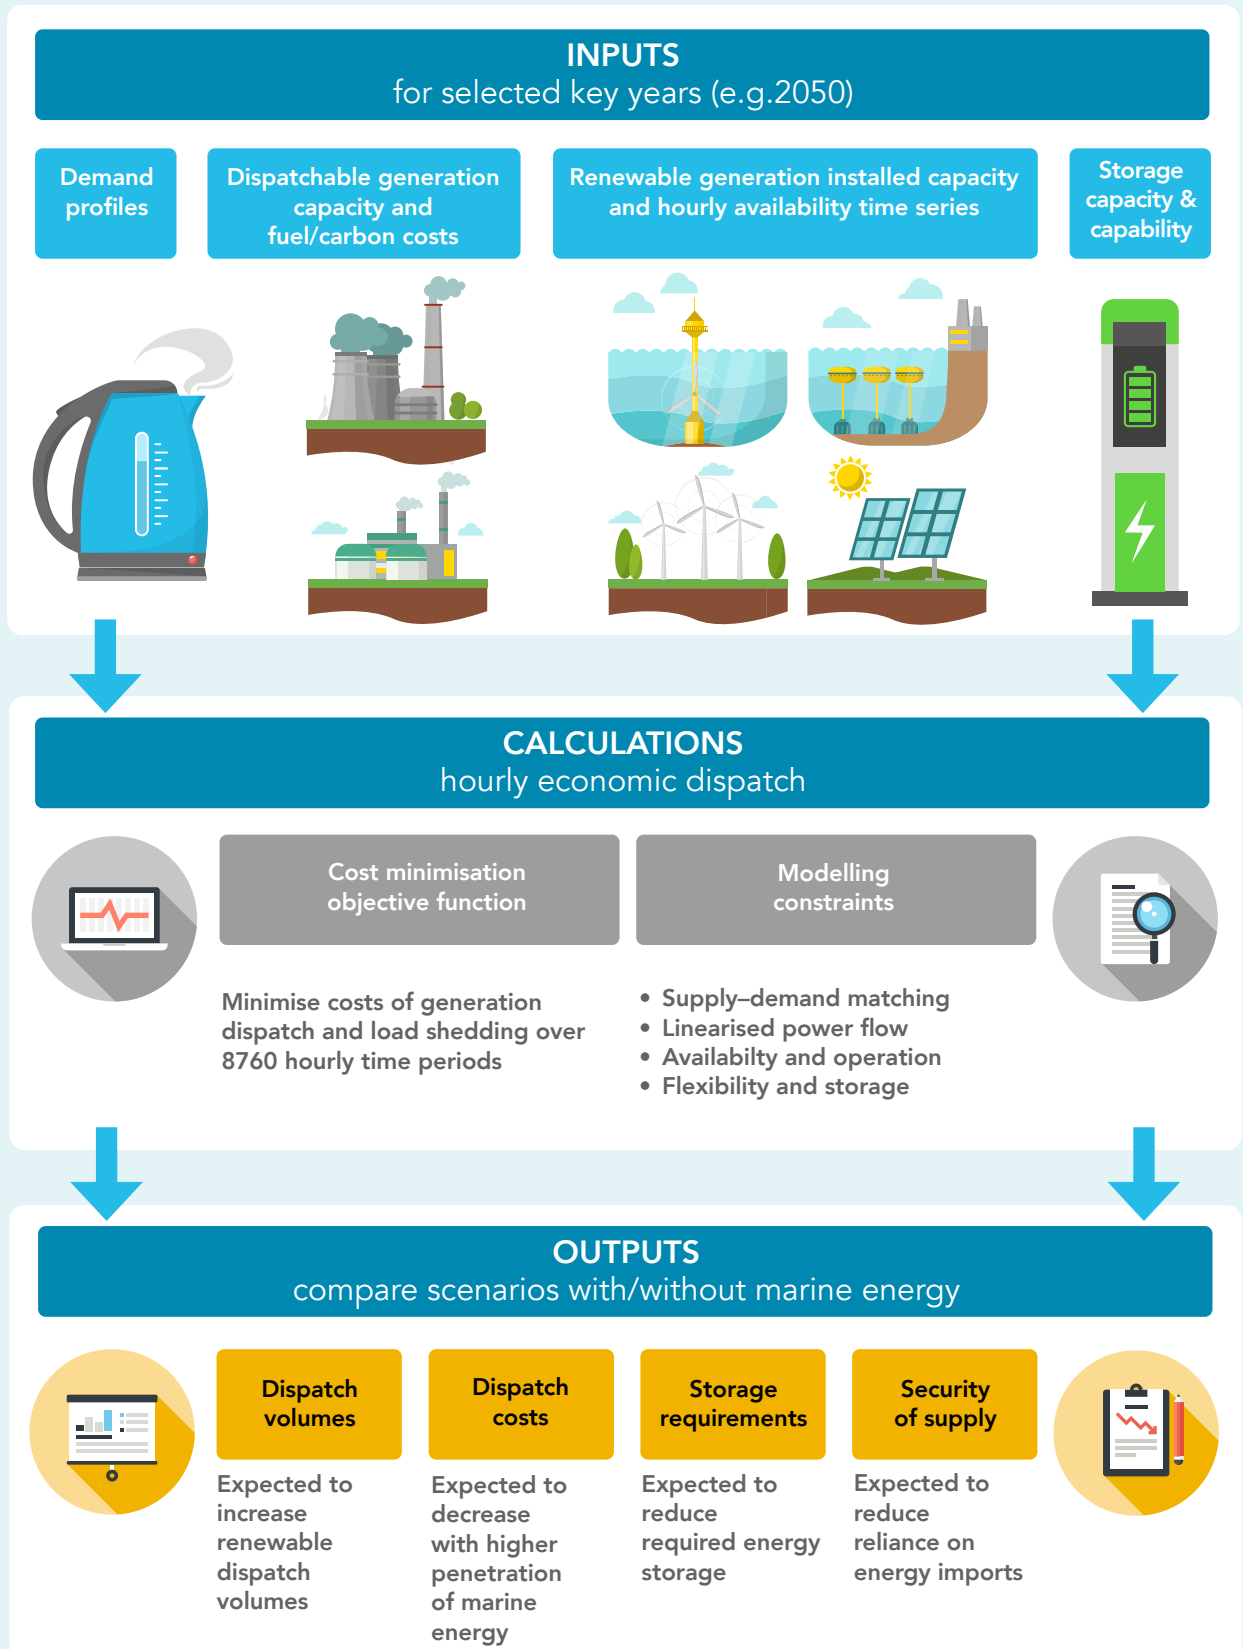 INPUTS
for selected key years (e.g.2050)
Demand
profiles
Dispatchable generation
capacity and
fuel/carbon costs
Renewable generation installed capacity
and hourly availability time series
Storage
capacity &
capability
CALCULATIONS
hourly economic dispatch
Cost minimisation
objective function
Modelling
constraints
Minimise costs of generation
dispatch and load shedding over
8760 hourly time periods
• Supply–demand matching
• Linearised power flow
• Availabilty and operation
• Flexibility and storage
OUTPUTS
compare scenarios with/without marine energy
Dispatch
volumes
Dispatch
costs
Storage
requirements
Security
of supply
Expected to
increase
renewable
dispatch
volumes
Expected to
decrease
with higher
penetration
of marine
energy
Expected to
reduce
required energy
storage
Expected to
reduce
reliance on
energy imports